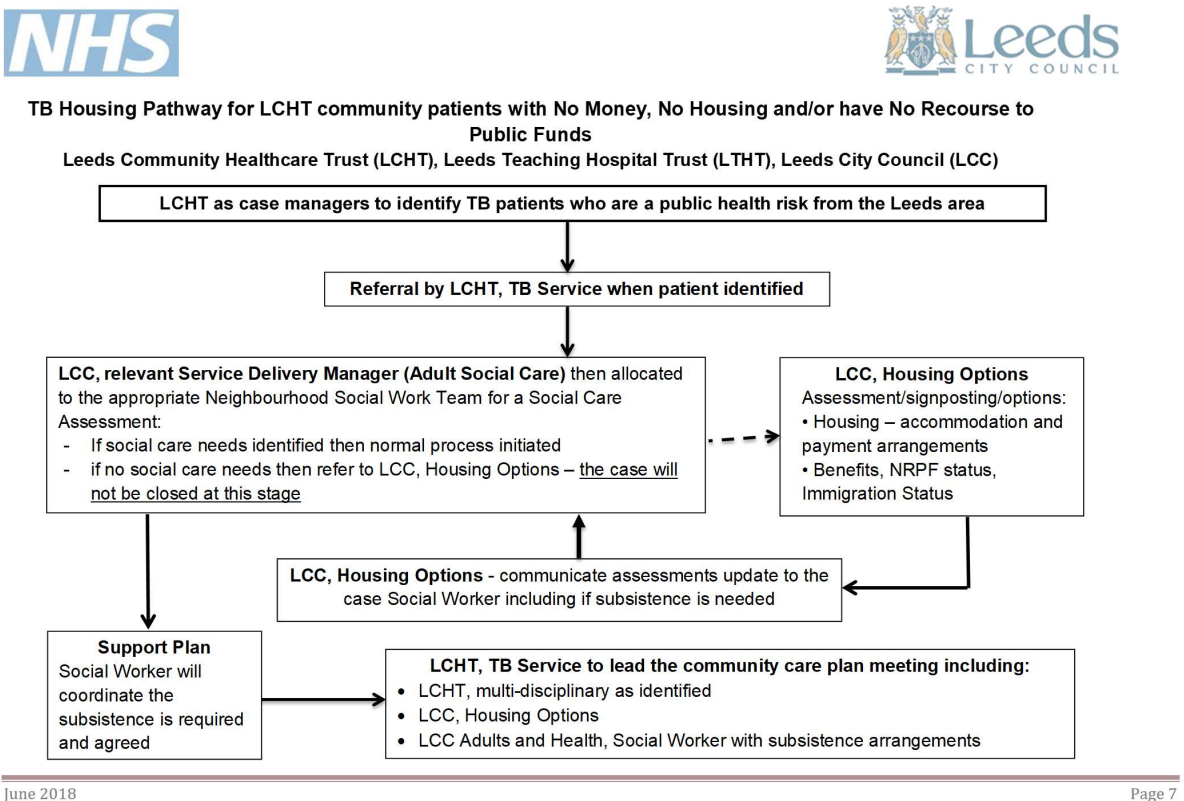 NHS
Leeds
CITY COUNCIL
TB Housing Pathway for LCHT community patients with No Money, No Housing and/or have No Recourse to
Public Funds
Leeds Community Healthcare Trust (LCHT), Leeds Teaching Hospital Trust (LTHT), Leeds City Council (LCC)
LCHT as case managers to identify TB patients who are a public health risk from the Leeds area
Referral by LCHT, TB Service when patient identified
LCC, relevant Service Delivery Manager (Adult Social Care) then allocated
to the appropriate Neighbourhood Social Work Team for a Social Care
Assessment:
- If social care needs identified then normal process initiated
- if no social care needs then refer to LCC, Housing Options – the case will
not be closed at this stage
LCC, Housing Options
Assessment/signposting/options:
• Housing – accommodation and
payment arrangements
• Benefits, NRPF status,
Immigration Status
LCC, Housing Options - communicate assessments update to the
case Social Worker including if subsistence is needed
Support Plan
Social Worker will
coordinate the
subsistence is required
and agreed
LCHT, TB Service to lead the community care plan meeting including:
• LCHT, multi-disciplinary as identified
• LCC, Housing Options
• LCC Adults and Health, Social Worker with subsistence arrangements
June 2018
Page 7